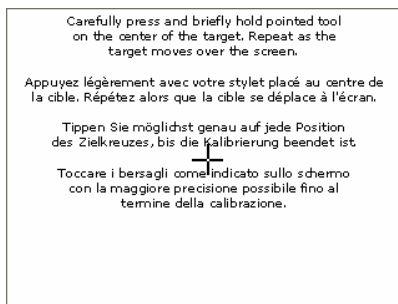 Carefully press and briefly hold pointed tool
on the center of the target. Repeat as the
target moves over the screen.
Appuyez légèrement avec votre stylet placé au centre de
la cible. Répétez alors que la cible se déplace à l'écran.
Tippen Sie möglichst genau auf jede Position
des Zielkreuzes, bis die Kalibrierung beendet ist.
Toccare i bersagli come indicato sullo schermo
con la maggiore precisione possibile fino al
termine della calibrazione.